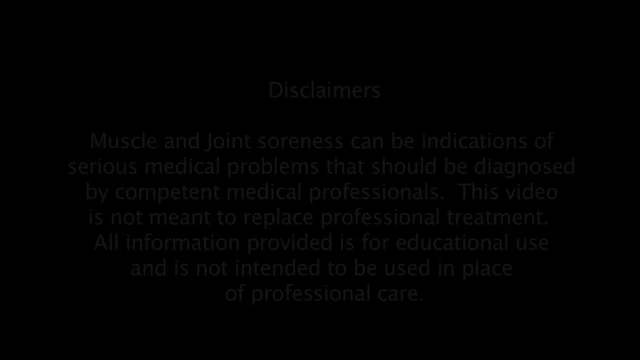 Disclaimers
Muscle and Joint soreness can be indications of
serious medical problems that should be diagnosed
by competent medical professionals.  This video
is not meant to replace professional treatment.
All information provided is for educational use
and is not intended to be used in place
of professional care.